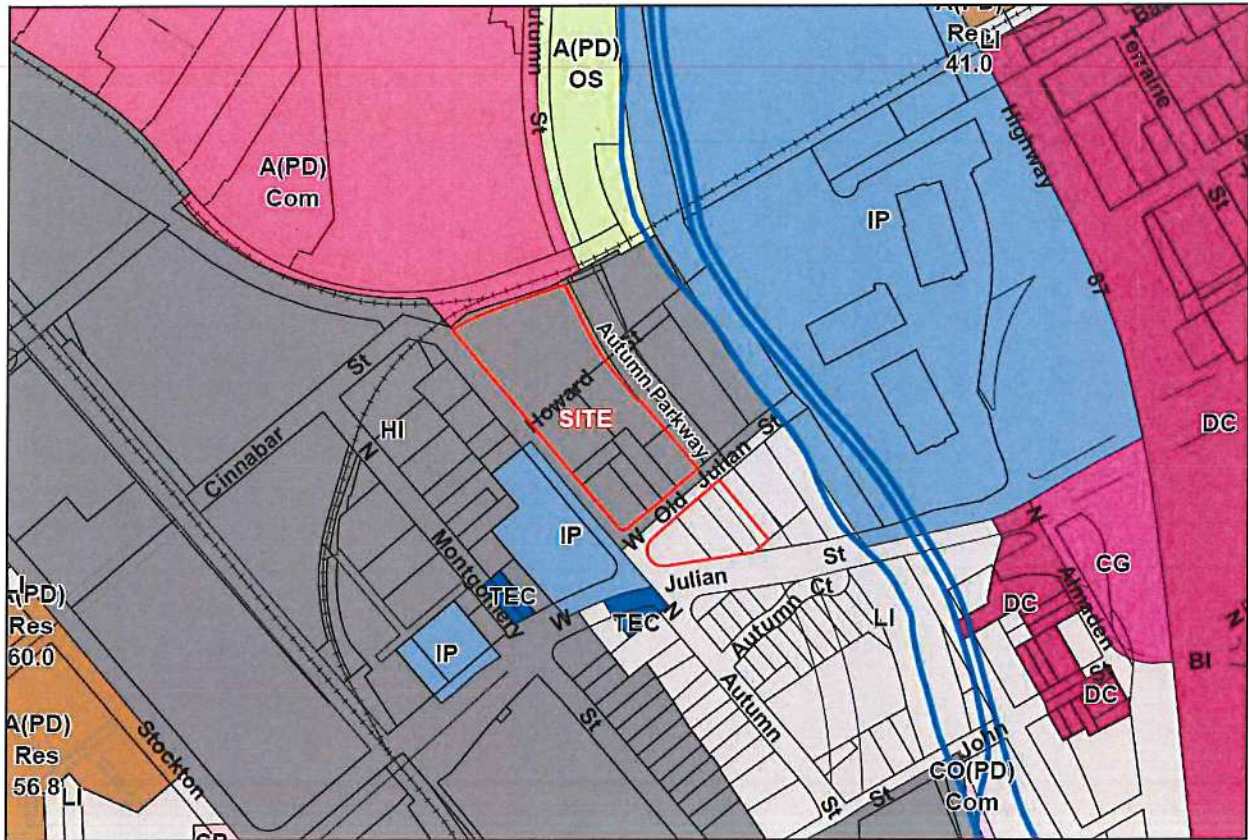 Autumn
St
A(PD)
OS
A(PD)
Res
LI
41.0
Terraine
St
A(PD)
Com
Highway
87
IP
DC
St
Cinnabar
HI
N
Howard
St
SITE
Autumn Parkway
W
Old
Julian
St
IP
Montgomery
TEC
W
TEC
N
Julian
St
Autumn
Ct
LI
N
CG
DC
Almaden
DC
N
A(PD)
Res
60.0
IP
A(PD)
Res
56.8
LI
Stockton
St
Autumn
St
John
St
CO(PD)
Com